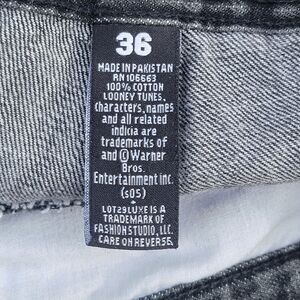 36
MADE IN PAKISTAN
RN 106663
100% COTTON
LOONEY TUNES,
Characters, names
and all related
indicia are
trademarks of
and © Warner
Bros.
Entertainment inc.
(s05)
+
LOT29LUXE IS A
TRADEMARK OF
FASHION STUDIO, LLC.
CARE ON REVERSE.